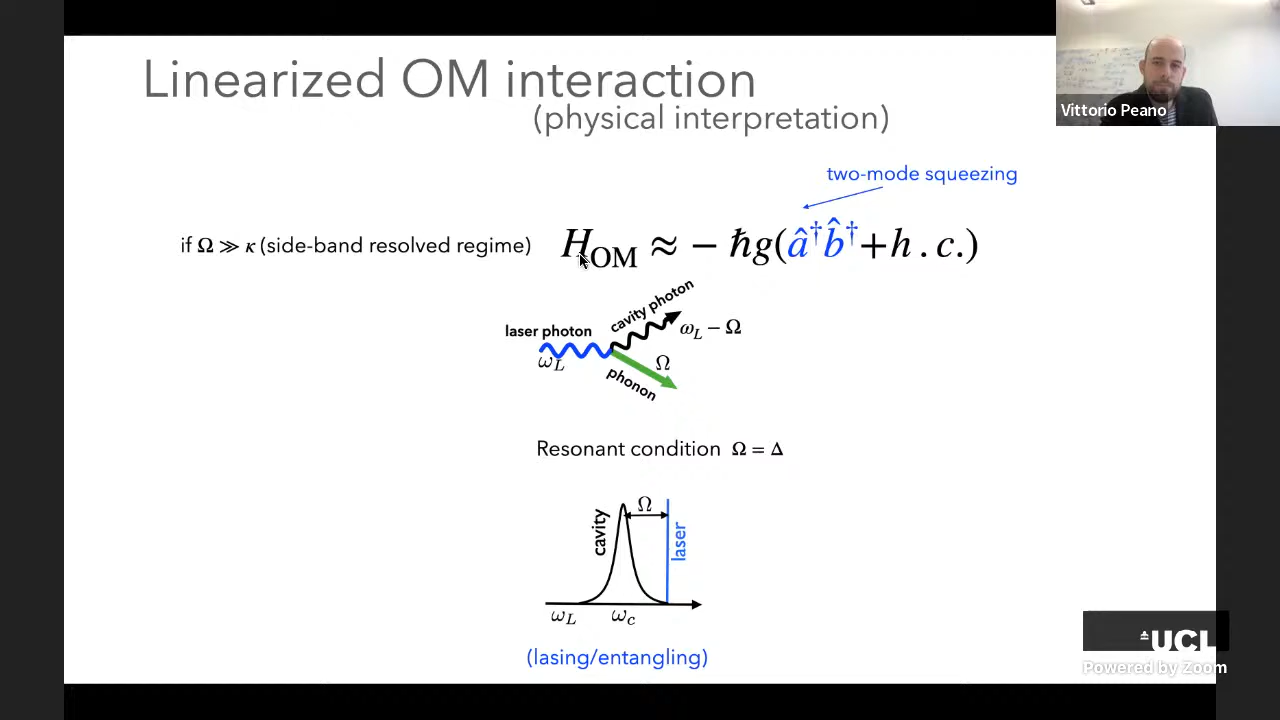 Linearized OM interaction
(physical interpretation)
Vittorio Peano
two-mode squeezing
if Ω ≫ κ (side-band resolved regime) H_OM ≈ − ℏg(â†b̂† + h . c.)
laser photon
cavity photon
ω_L
ω_L − Ω
Ω
phonon
Resonant condition Ω = Δ
Ω
cavity
laser
ω_L ω_c
(lasing/entangling)
UCL
Powered by Zoom